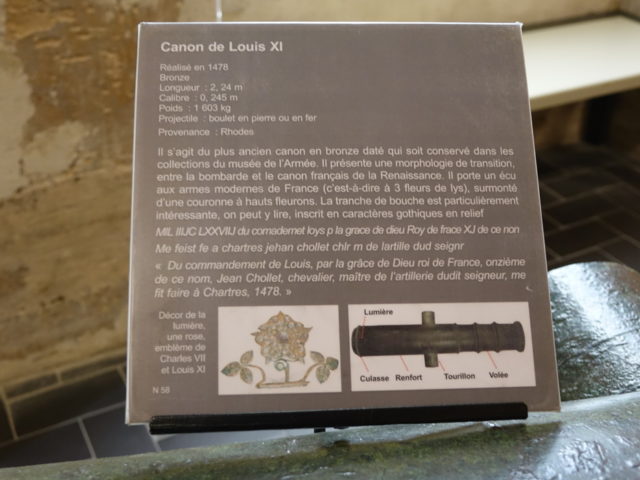 Canon de Louis XI
Réalisé en 1478
Bronze
Longueur : 2, 24 m
Calibre : 0, 245 m
Poids : 1 603 kg
Projectile : boulet en pierre ou en fer
Provenance : Rhodes
Il s'agit du plus ancien canon en bronze daté qui soit conservé dans les
collections du musée de l'Armée. Il présente une morphologie de transition,
entre la bombarde et le canon français de la Renaissance. Il porte un écu
aux armes modernes de France (c'est-à-dire à 3 fleurs de lys), surmonté
d'une couronne à hauts fleurons. La tranche de bouche est particulièrement
intéressante, on peut y lire, inscrit en caractères gothiques en relief
MIL IIIJC LXXVIIJ du comademet loys p la grace de dieu Roy de frace XJ de ce non
Me feist fe a chartres jehan chollet chlr m de lartille dud seignr
« Du commandement de Louis, par la grâce de Dieu roi de France, onzième
de ce nom, Jean Chollet, chevalier, maître de l'artillerie dudit seigneur, me
fit faire à Chartres, 1478. »
Décor de la
lumière,
une rose,
emblème de
Charles VII
et Louis XI
N 58
Lumière
Culasse Renfort Tourillon Volée